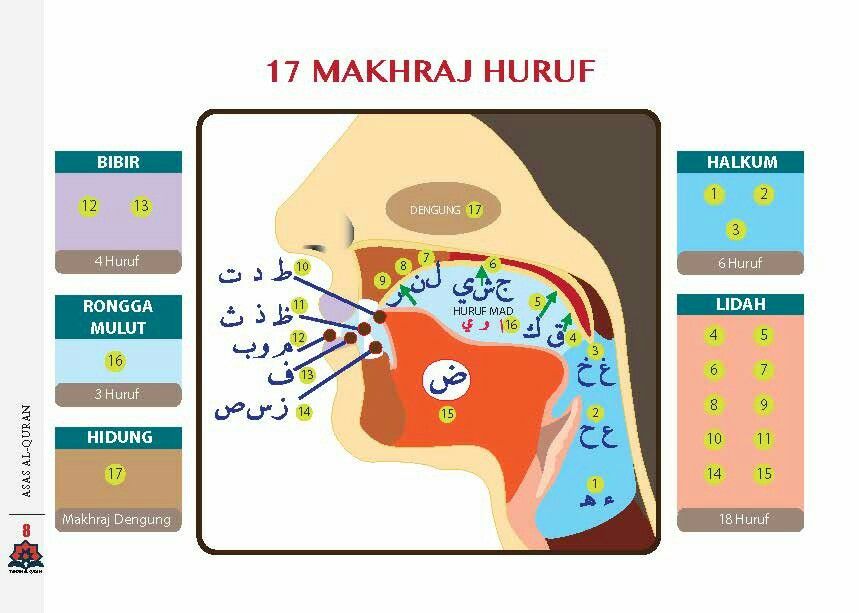 17 MAKHRAJ HURUF
BIBIR
12 13
4 Huruf
RONGGA
MULUT
16
3 Huruf
HIDUNG
17
Makhraj Dengung
DENGUNG 17
ط د ت 10
ظ ذ ث 11
م و ب 12
ف 13
ز س ص 14
9 8 7 6
ل ن ر
ج ش ي
HURUF MAD
ا و ي 16
5
ق ك
4
ض
15
3
غ خ
2
ع ح
1
ء ه
HALKUM
1 2
3
6 Huruf
LIDAH
4 5
6 7
8 9
10 11
14 15
18 Huruf
ASAS AL-QURAN
8